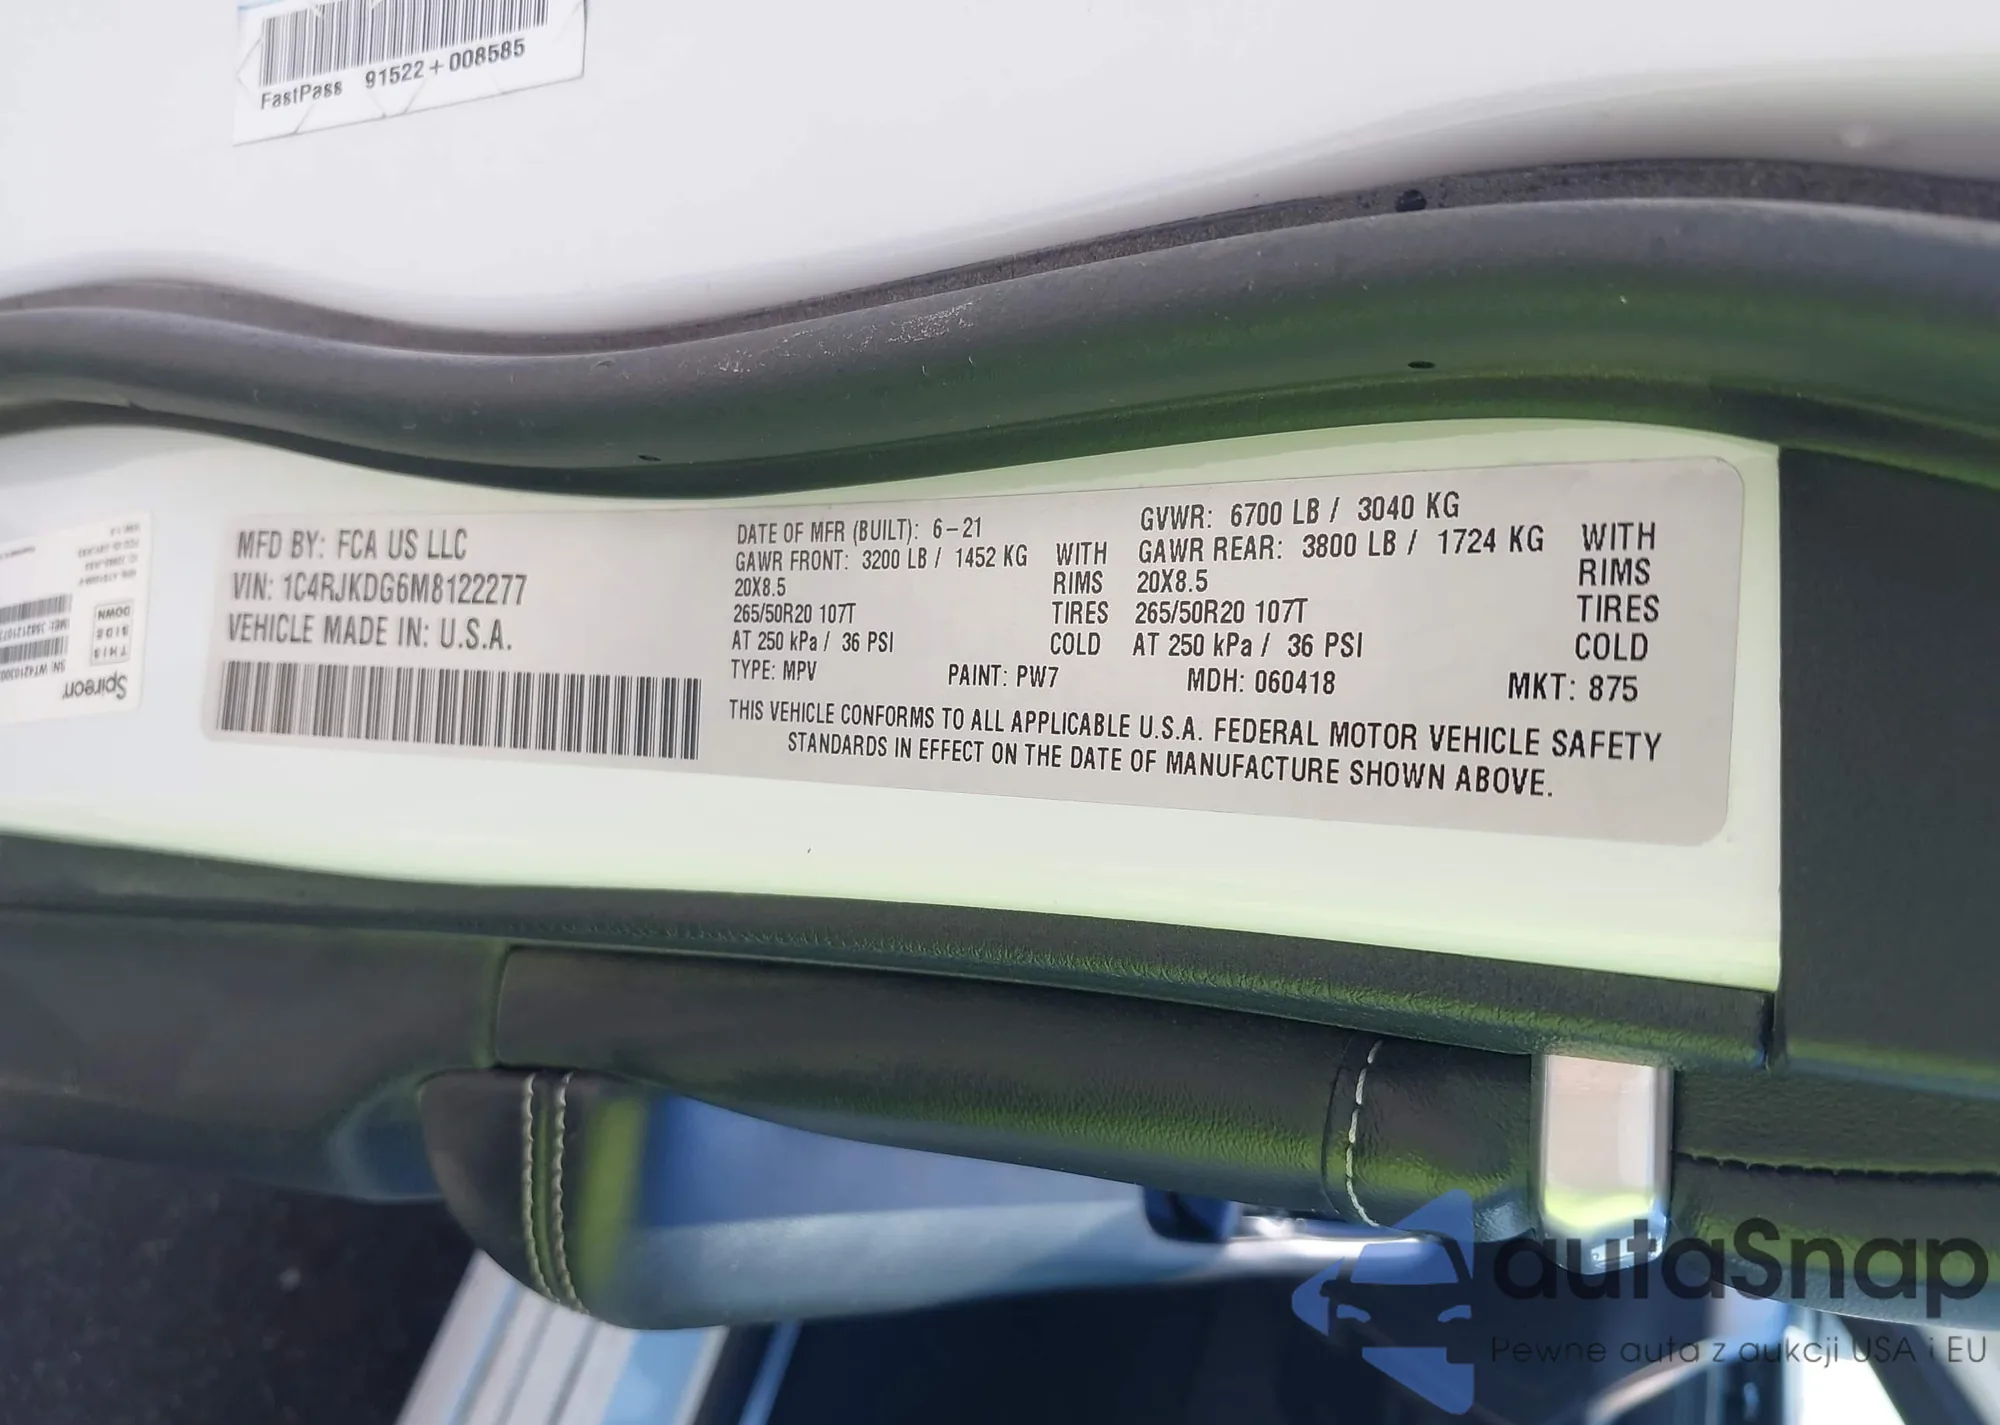 FastPass 91522+008585
MFD BY: FCA US LLC
VIN: 1C4RJKDG6M8122277
VEHICLE MADE IN: U.S.A.
DATE OF MFR (BUILT): 6-21
GVWR: 6700 LB / 3040 KG
GAWR FRONT: 3200 LB / 1452 KG WITH GAWR REAR: 3800 LB / 1724 KG WITH
20X8.5 RIMS 20X8.5 RIMS
265/50R20 107T TIRES 265/50R20 107T TIRES
AT 250 kPa / 36 PSI COLD AT 250 kPa / 36 PSI COLD
TYPE: MPV PAINT: PW7 MDH: 060418 MKT: 875
THIS VEHICLE CONFORMS TO ALL APPLICABLE U.S.A. FEDERAL MOTOR VEHICLE SAFETY
STANDARDS IN EFFECT ON THE DATE OF MANUFACTURE SHOWN ABOVE.
Spireon
THIS
SIDE
DOWN
autaSnap
Pewne auta z aukcji USA i EU